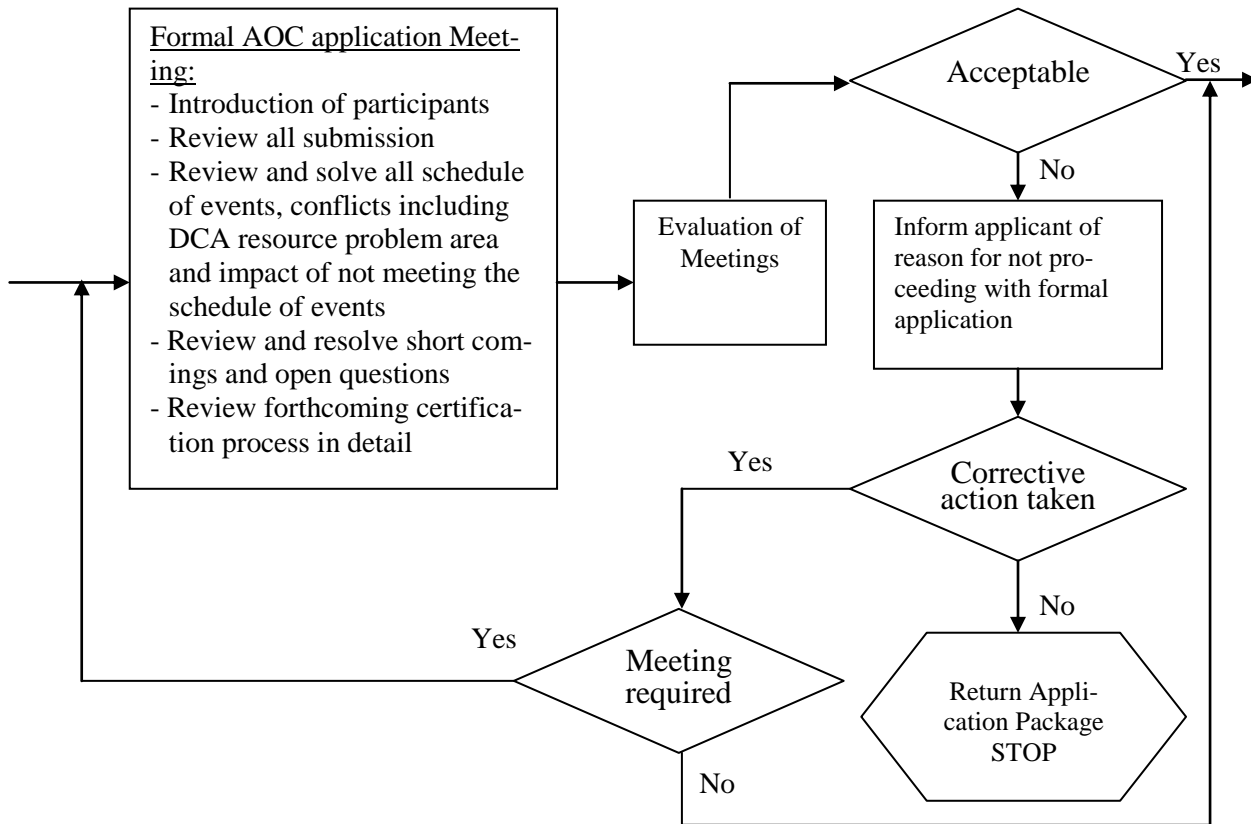 Formal AOC application Meet-
ing:
- Introduction of participants
- Review all submission
- Review and solve all schedule
of events, conflicts including
DCA resource problem area
and impact of not meeting the
schedule of events
- Review and resolve short com-
ings and open questions
- Review forthcoming certifica-
tion process in detail
Evaluation of
Meetings
Acceptable
Yes
No
Inform applicant of
reason for not pro-
ceeding with formal
application
Corrective
action taken
Yes
No
Meeting
required
Yes
No
Return Appli-
cation Package
STOP